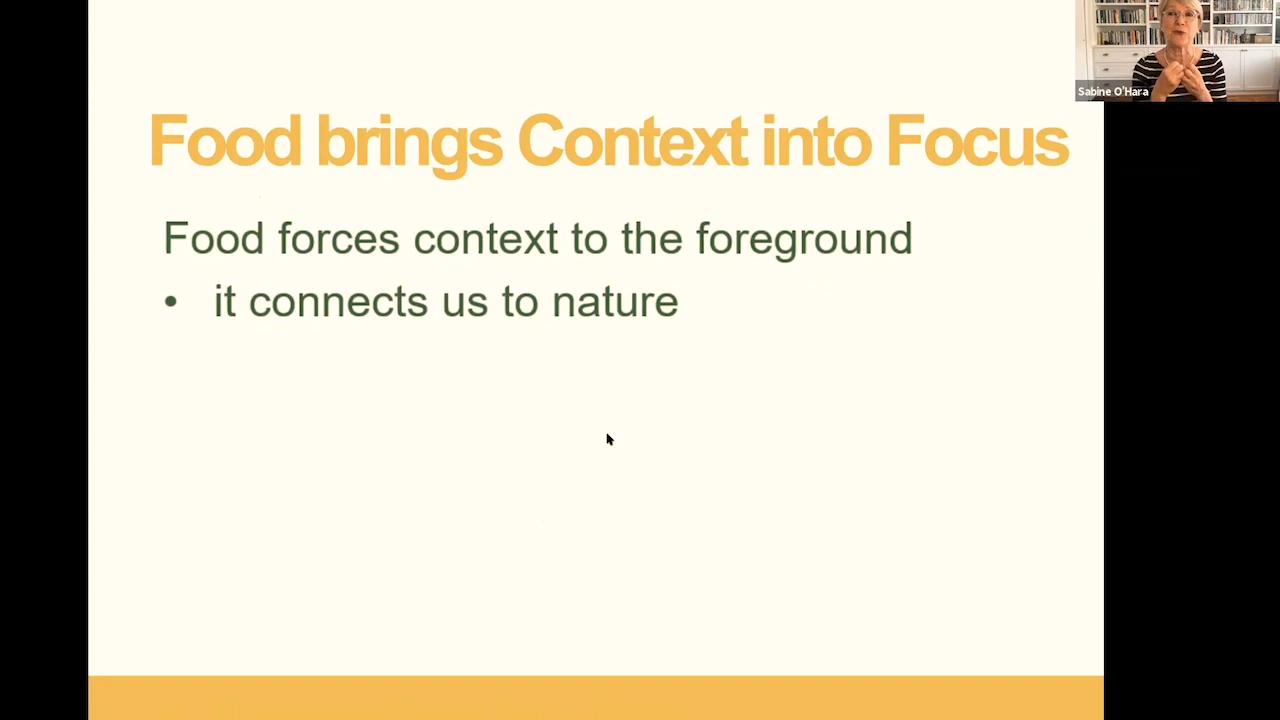 Food brings Context into Focus
Food forces context to the foreground
• it connects us to nature
Sabine O'Hara